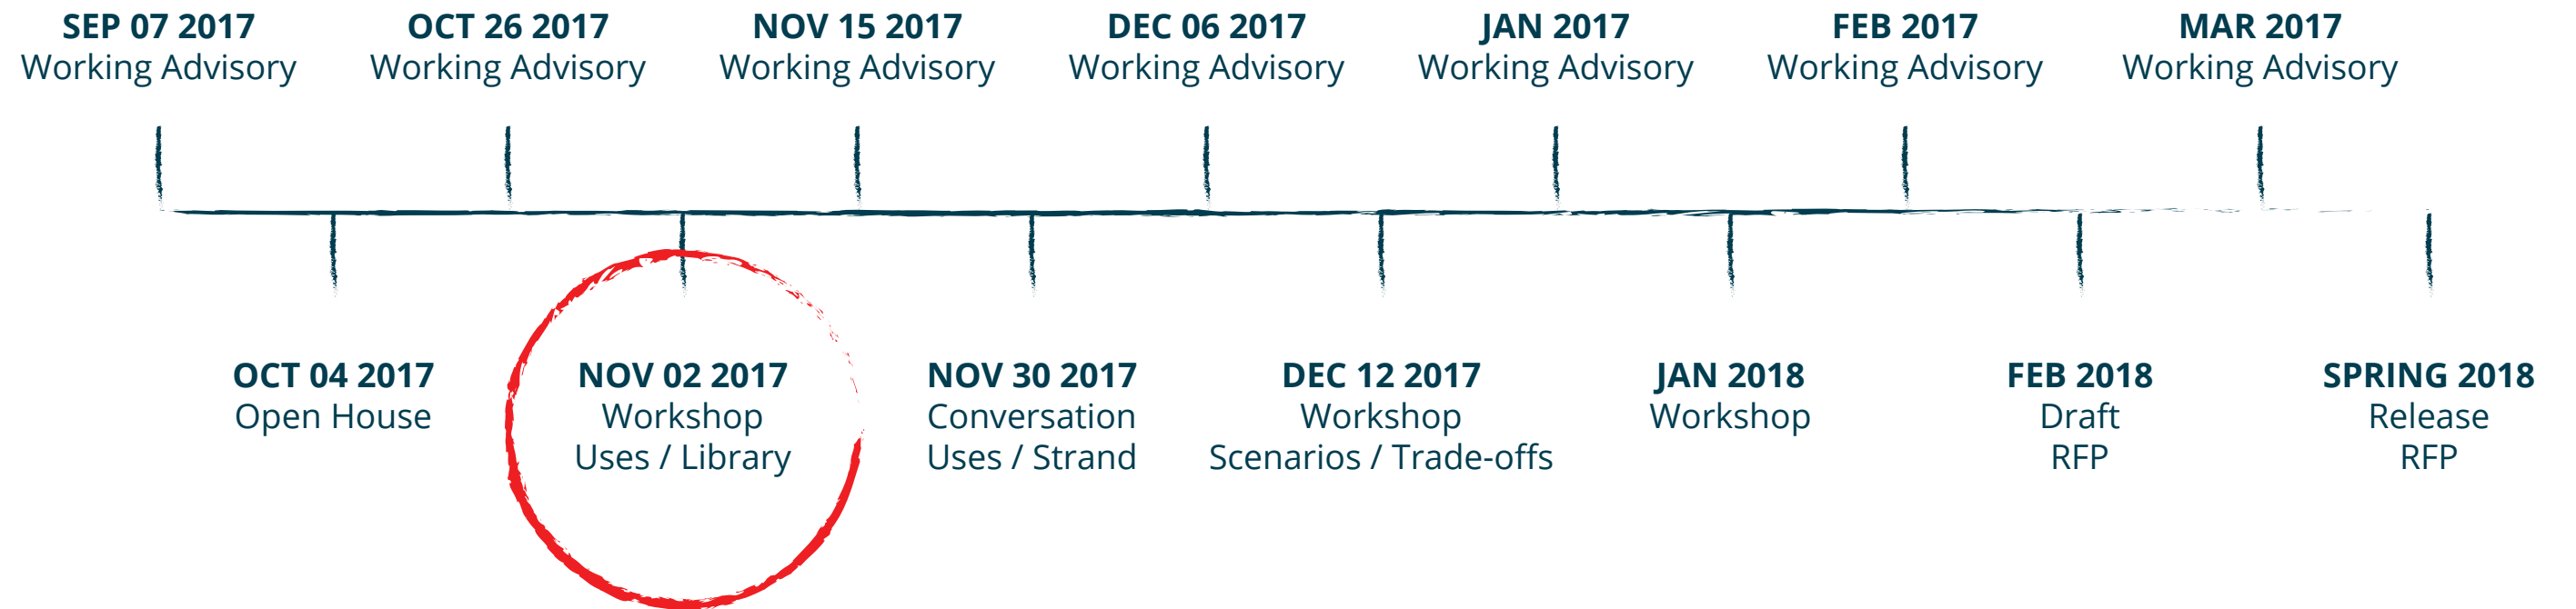 SEP 07 2017
Working Advisory
OCT 26 2017
Working Advisory
NOV 15 2017
Working Advisory
DEC 06 2017
Working Advisory
JAN 2017
Working Advisory
FEB 2017
Working Advisory
MAR 2017
Working Advisory
OCT 04 2017
Open House
NOV 02 2017
Workshop
Uses / Library
NOV 30 2017
Conversation
Uses / Strand
DEC 12 2017
Workshop
Scenarios / Trade-offs
JAN 2018
Workshop
FEB 2018
Draft
RFP
SPRING 2018
Release
RFP